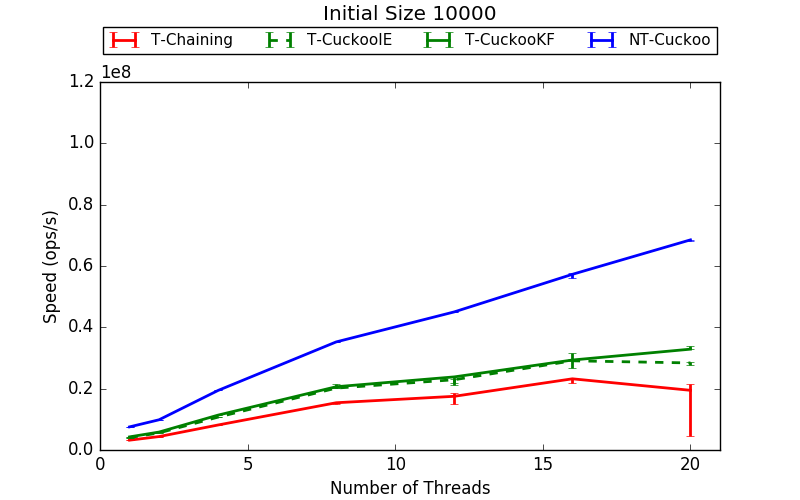 Initial Size 10000
T-Chaining T-CuckooIE T-CuckooKF NT-Cuckoo
1e8
1.2
1.0
0.8
0.6
0.4
0.2
0.0
Speed (ops/s)
0 5 10 15 20
Number of Threads